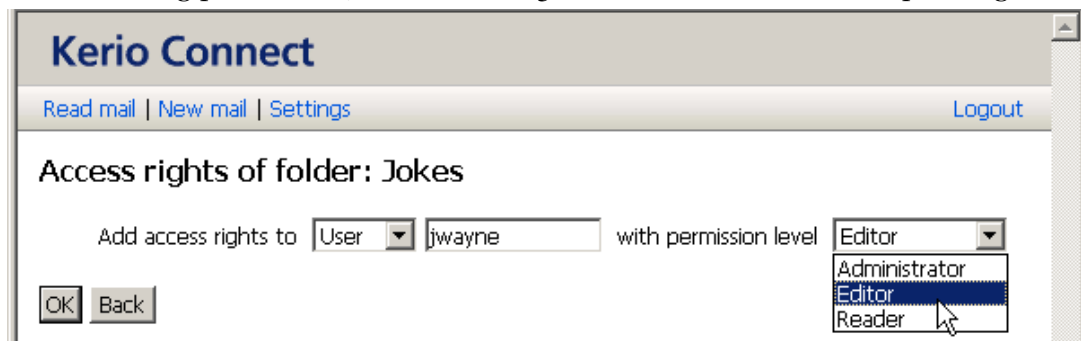 Kerio Connect
Read mail | New mail | Settings Logout
Access rights of folder: Jokes
Add access rights to User jwayne with permission level Editor
Administrator
Editor
Reader
OK Back